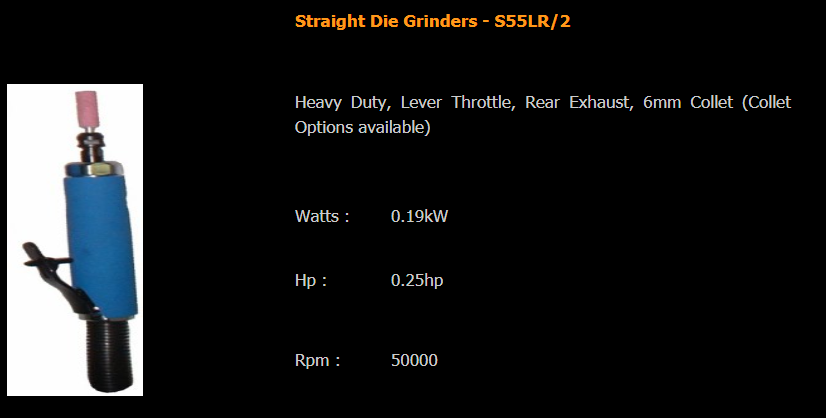 Straight Die Grinders - S55LR/2
Heavy Duty, Lever Throttle, Rear Exhaust, 6mm Collet (Collet
Options available)
Watts : 0.19kW
Hp : 0.25hp
Rpm : 50000